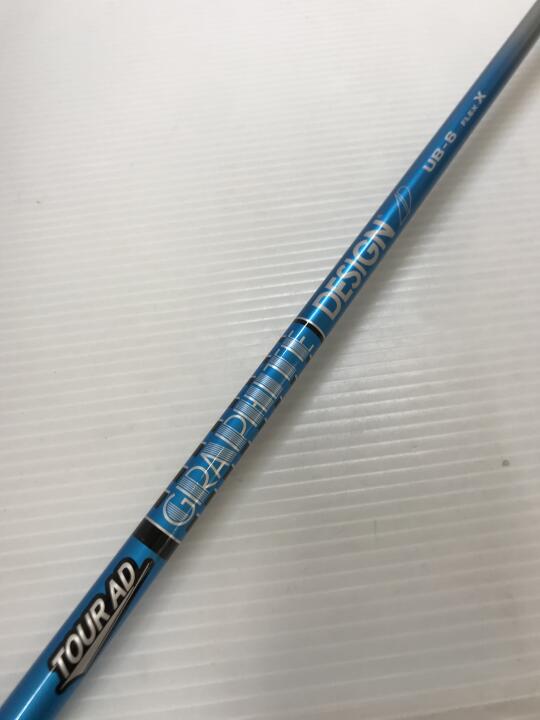 TOUR AD
GRAPHITE
DESIGN
UB-6 FLEX X